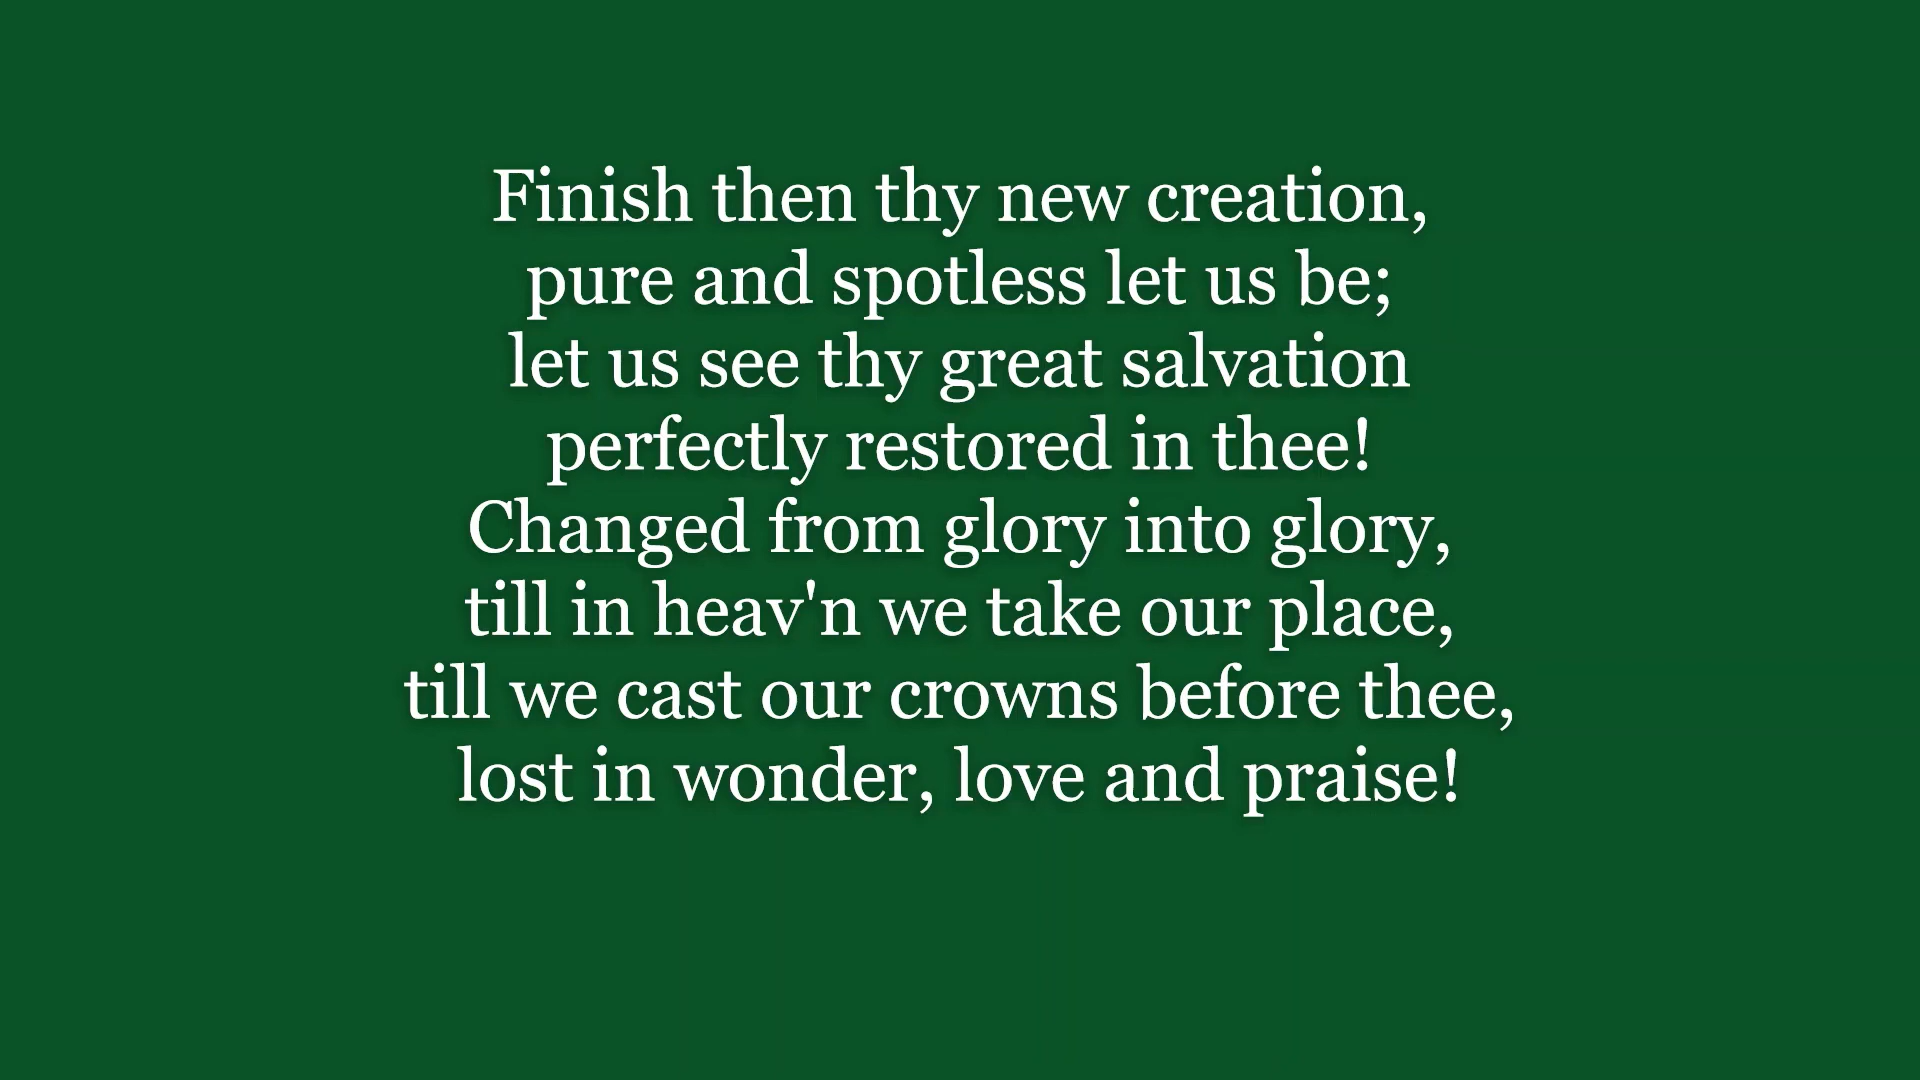 Finish then thy new creation,
pure and spotless let us be;
let us see thy great salvation
perfectly restored in thee!
Changed from glory into glory,
till in heav'n we take our place,
till we cast our crowns before thee,
lost in wonder, love and praise!